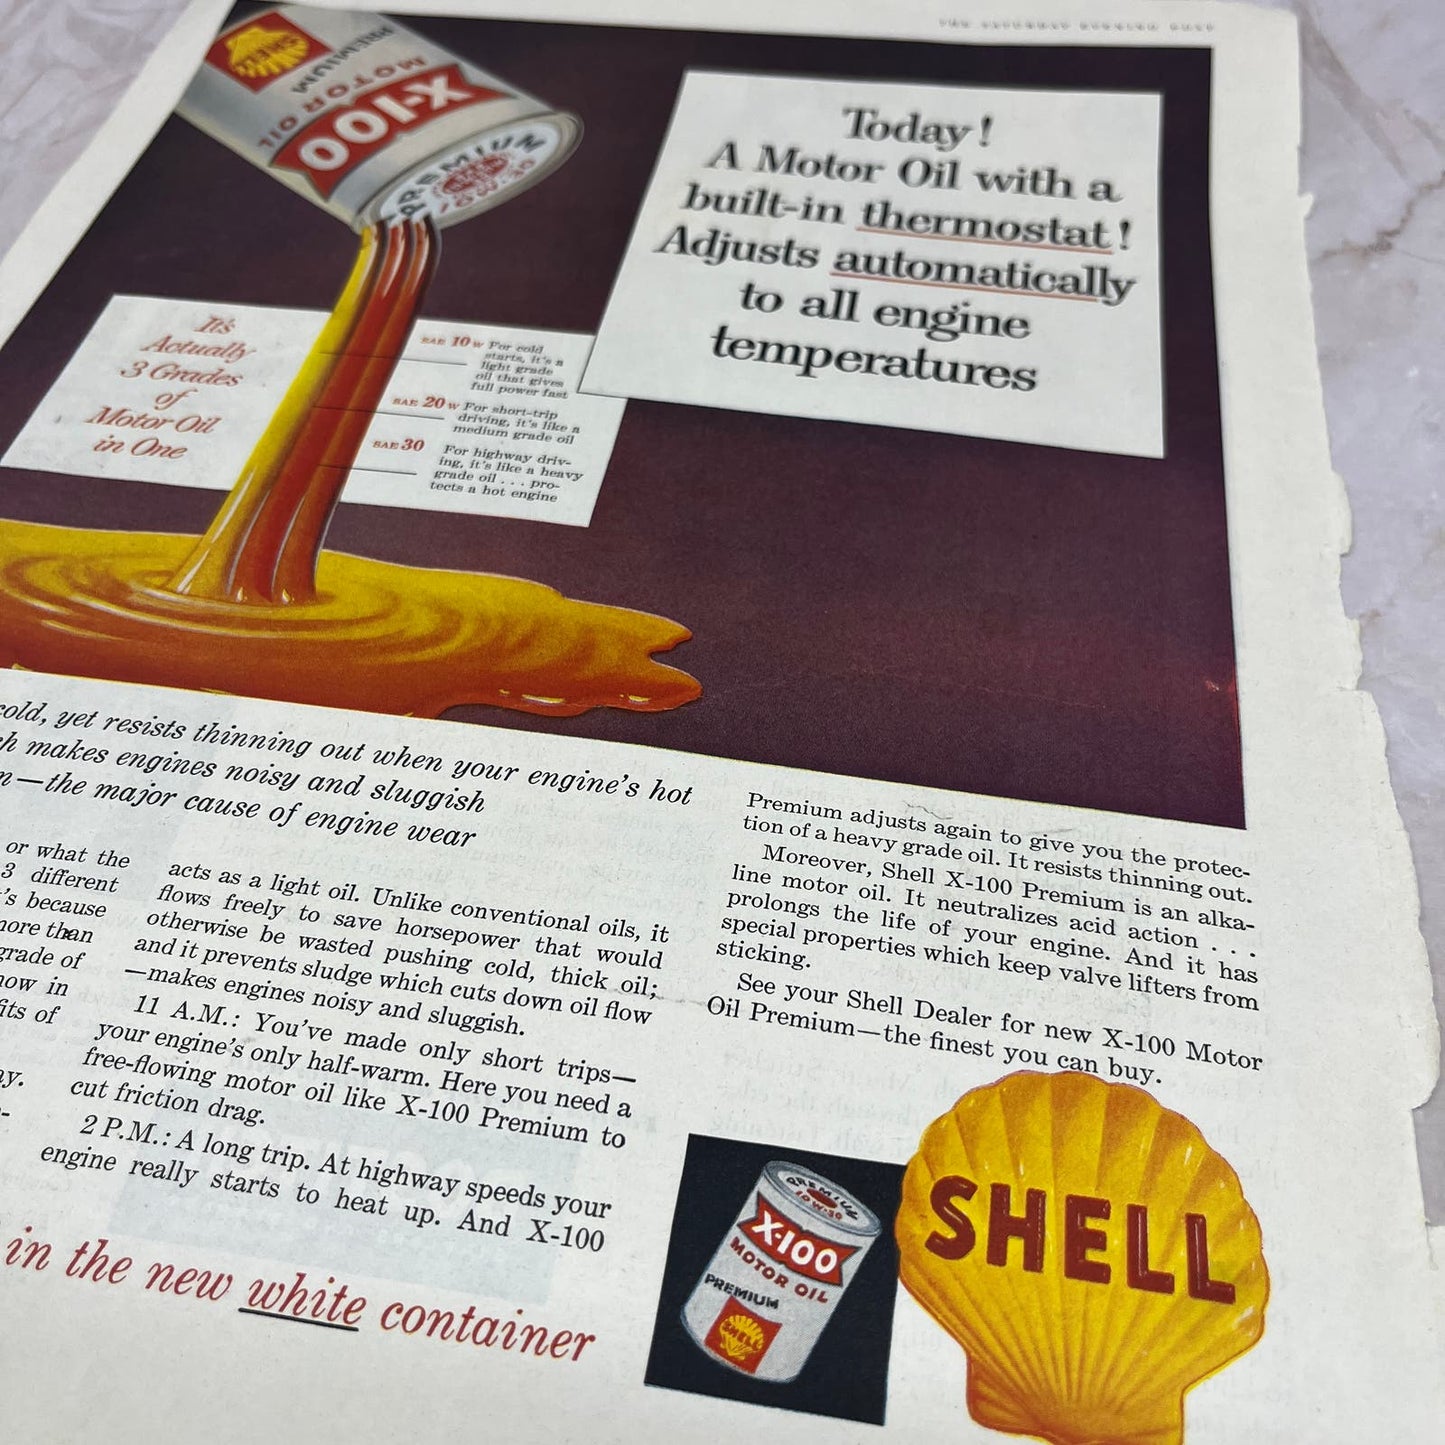 THE SATURDAY EVENING POST
SHELL
PREMIUM
MOTOR OIL
X-100
PREMIUM
10W-30
Today!
A Motor Oil with a
built-in thermostat!
Adjusts automatically
to all engine
temperatures
It's
Actually
3 Grades
of
Motor Oil
in One
SAE 10W For cold
starts, it's a
light grade
oil that gives
full power fast
SAE 20W For short-trip
driving, it's like a
medium grade oil
SAE 30 For highway driv-
ing, it's like a heavy
grade oil . . . pro-
tects a hot engine
cold, yet resists thinning out when your engine's hot
makes engines noisy and sluggish
—the major cause of engine wear
or what the
3 different
's because
more than
grade of
now in
fits of
acts as a light oil. Unlike conventional oils, it
flows freely to save horsepower that would
otherwise be wasted pushing cold, thick oil;
and it prevents sludge which cuts down oil flow
—makes engines noisy and sluggish.
11 A.M.: You've made only short trips—
your engine's only half-warm. Here you need a
free-flowing motor oil like X-100 Premium to
cut friction drag.
2 P.M.: A long trip. At highway speeds your
engine really starts to heat up. And X-100
Premium adjusts again to give you the protec-
tion of a heavy grade oil. It resists thinning out.
Moreover, Shell X-100 Premium is an alka-
line motor oil. It neutralizes acid action . . .
prolongs the life of your engine. And it has
special properties which keep valve lifters from
sticking.
See your Shell Dealer for new X-100 Motor
Oil Premium—the finest you can buy.
in the new white container
PREMIUM
10W-30
X-100
MOTOR OIL
PREMIUM
SHELL
SHELL